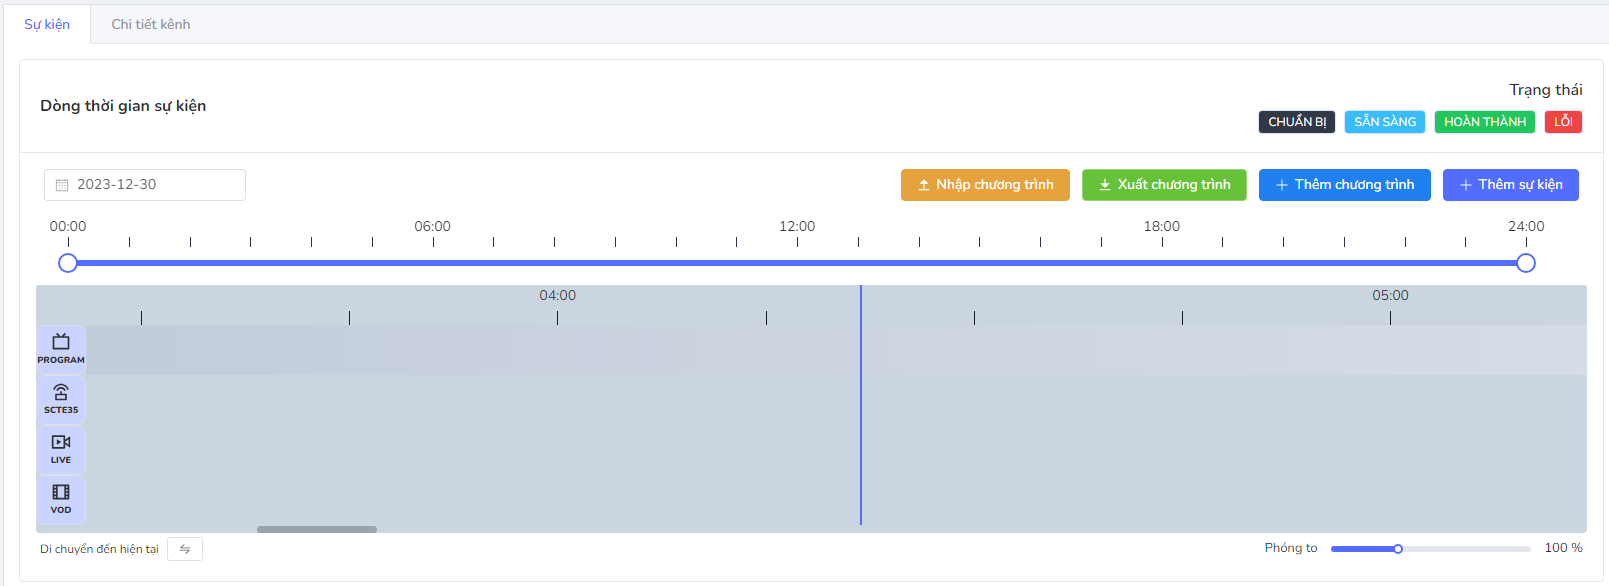 Sự kiện
Chi tiết kênh
Dòng thời gian sự kiện
Trạng thái
CHUẨN BỊ
SẴN SÀNG
HOÀN THÀNH
LỖI
2023-12-30
Nhập chương trình
Xuất chương trình
Thêm chương trình
Thêm sự kiện
00:00
06:00
12:00
18:00
24:00
04:00
05:00
PROGRAM
SCTE35
LIVE
VOD
Di chuyển đến hiện tại
Phóng to
100 %